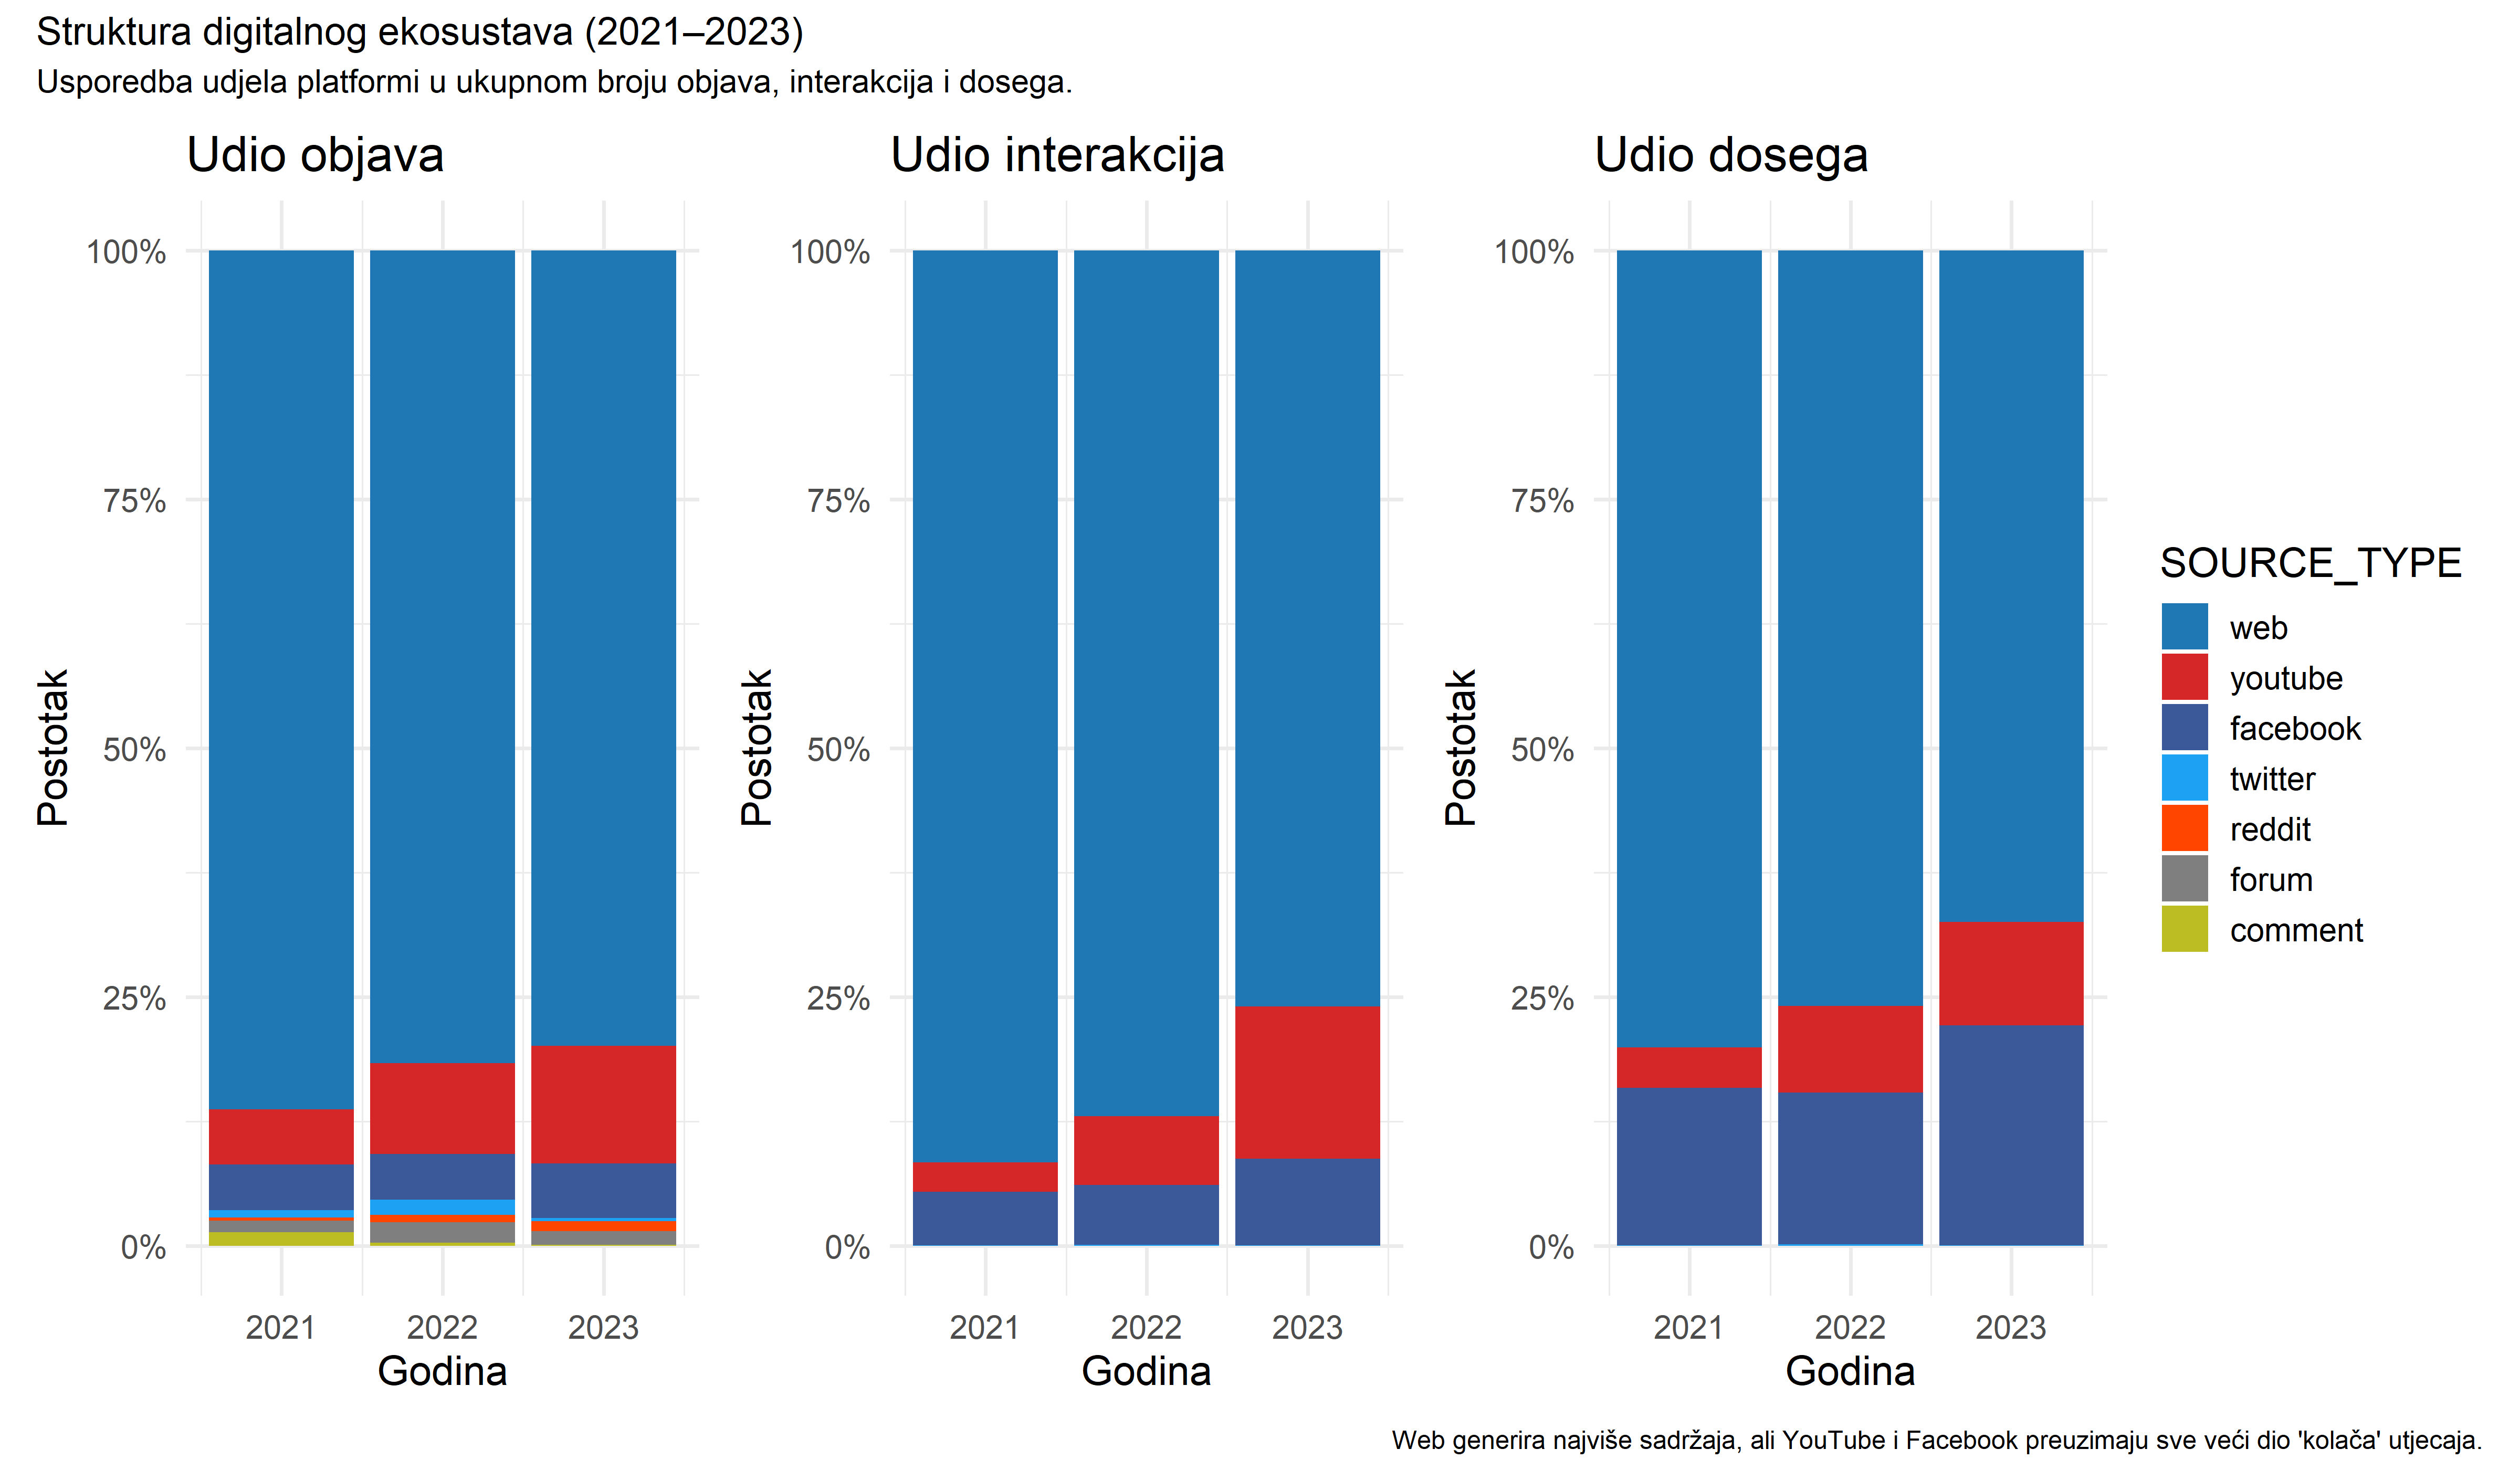 Struktura digitalnog ekosustava (2021–2023)
Usporedba udjela platformi u ukupnom broju objava, interakcija i dosega.
Udio objava
100%
75%
50%
25%
0%
Postotak
2021
2022
2023
Godina
Udio interakcija
100%
75%
50%
25%
0%
Postotak
2021
2022
2023
Godina
Udio dosega
100%
75%
50%
25%
0%
Postotak
2021
2022
2023
Godina
SOURCE_TYPE
web
youtube
facebook
twitter
reddit
forum
comment
Web generira najviše sadržaja, ali YouTube i Facebook preuzimaju sve veći dio 'kolača' utjecaja.